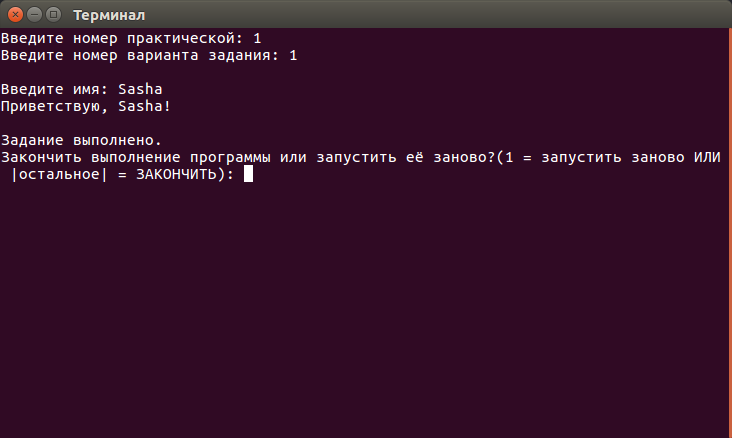 Терминал
Введите номер практической: 1
Введите номер варианта задания: 1
Введите имя: Sasha
Приветствую, Sasha!
Задание выполнено.
Закончить выполнение программы или запустить её заново?(1 = запустить заново ИЛИ
|остальное| = ЗАКОНЧИТЬ):